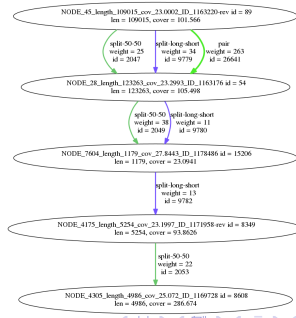 NODE_45_length_109015_cov_23.0002_ID_1163220-rev id = 89
len = 109015, cover = 101.566
split-50-50
weight = 25
id = 2047
split-long-short
weight = 34
id = 9779
pair
weight = 263
id = 26641
NODE_28_length_123263_cov_23.2993_ID_1163176 id = 54
len = 123263, cover = 105.498
split-50-50
weight = 38
id = 2049
split-long-short
weight = 11
id = 9780
NODE_7604_length_1179_cov_27.8443_ID_1178486 id = 15206
len = 1179, cover = 23.0941
split-long-short
weight = 13
id = 9782
NODE_4175_length_5254_cov_23.1997_ID_1171958-rev id = 8349
len = 5254, cover = 93.8626
split-50-50
weight = 22
id = 2053
NODE_4305_length_4986_cov_25.072_ID_1169728 id = 8608
len = 4986, cover = 286.674